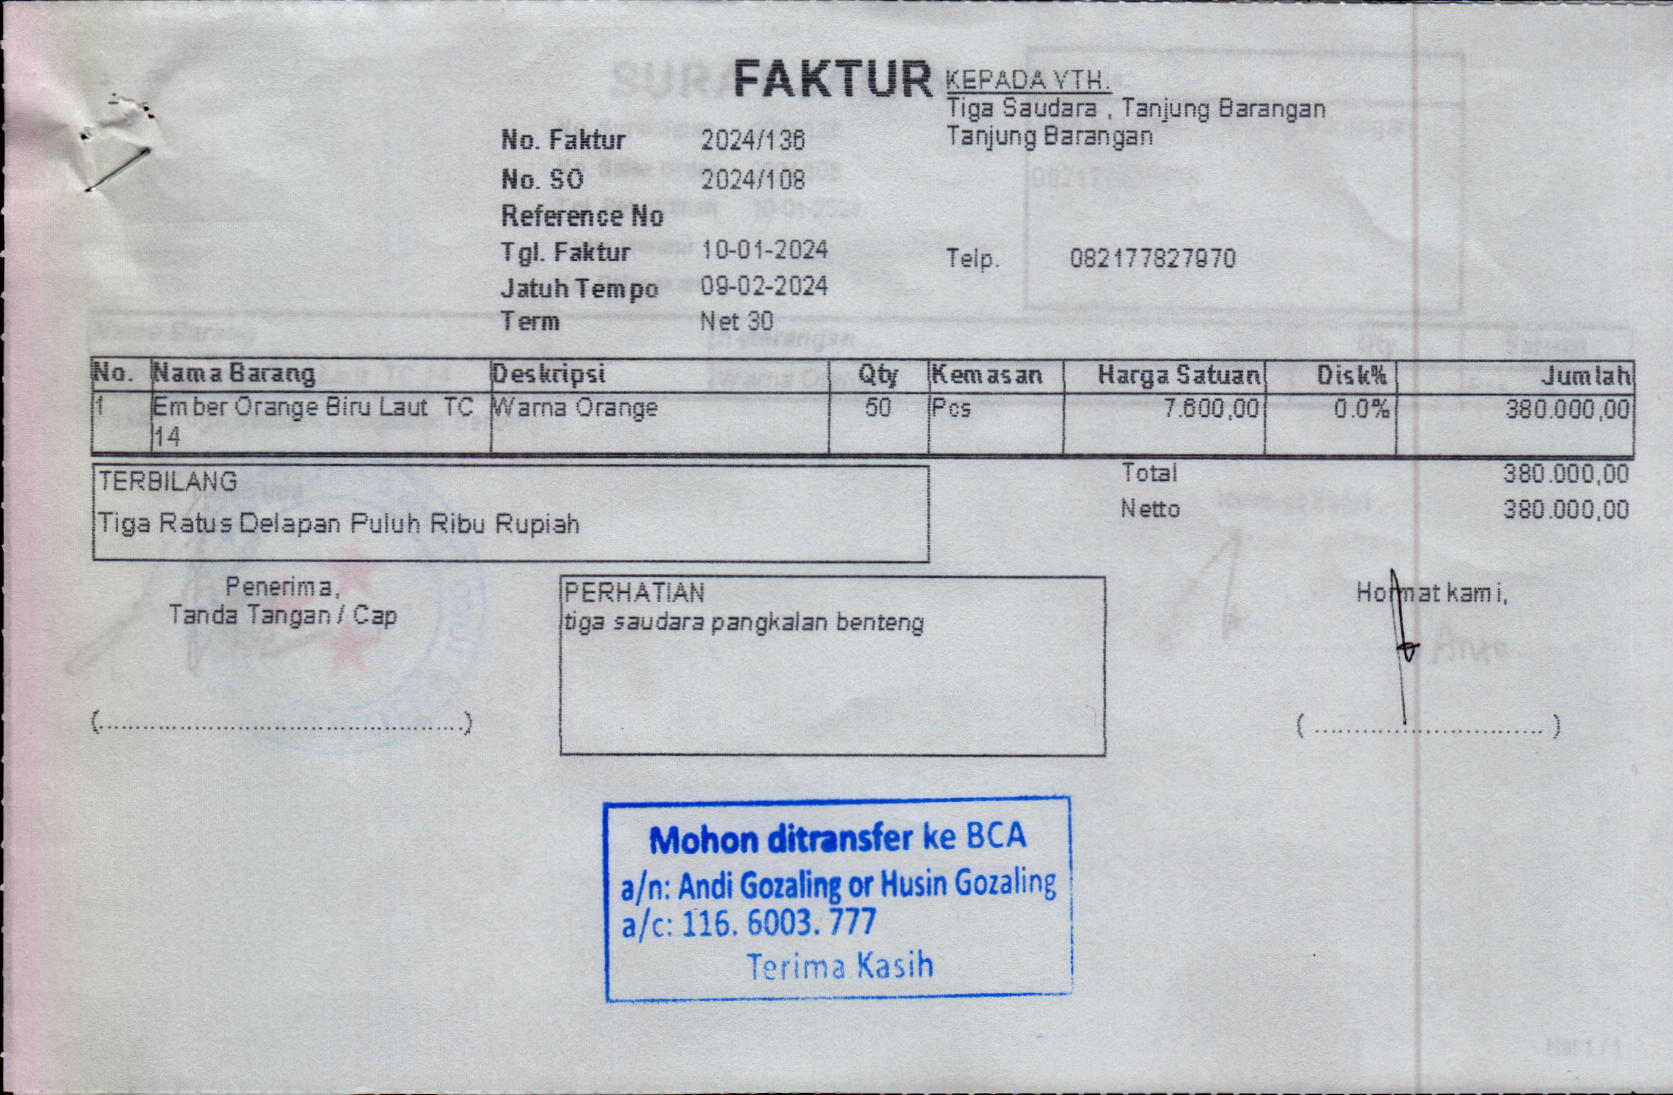 FAKTUR
KEPADA YTH.
Tiga Saudara , Tanjung Barangan
Tanjung Barangan
No. Faktur 2024/136
No. SO 2024/108
Reference No
Tgl. Faktur 10-01-2024
Telp. 082177827970
Jatuh Tempo 09-02-2024
Term Net 30
No. Nama Barang Deskripsi Qty Kemasan Harga Satuan Disk% Jumlah
1 Ember Orange Biru Laut TC Warna Orange 50 Pcs 7.600,00 0.0% 380.000,00
14
TERBILANG
Tiga Ratus Delapan Puluh Ribu Rupiah
Total 380.000,00
Netto 380.000,00
Penerima,
Tanda Tangan / Cap
PERHATIAN
tiga saudara pangkalan benteng
Hormat kami,
(......................................................)
( .................................. )
Mohon ditransfer ke BCA
a/n: Andi Gozaling or Husin Gozaling
a/c: 116. 6003. 777
Terima Kasih